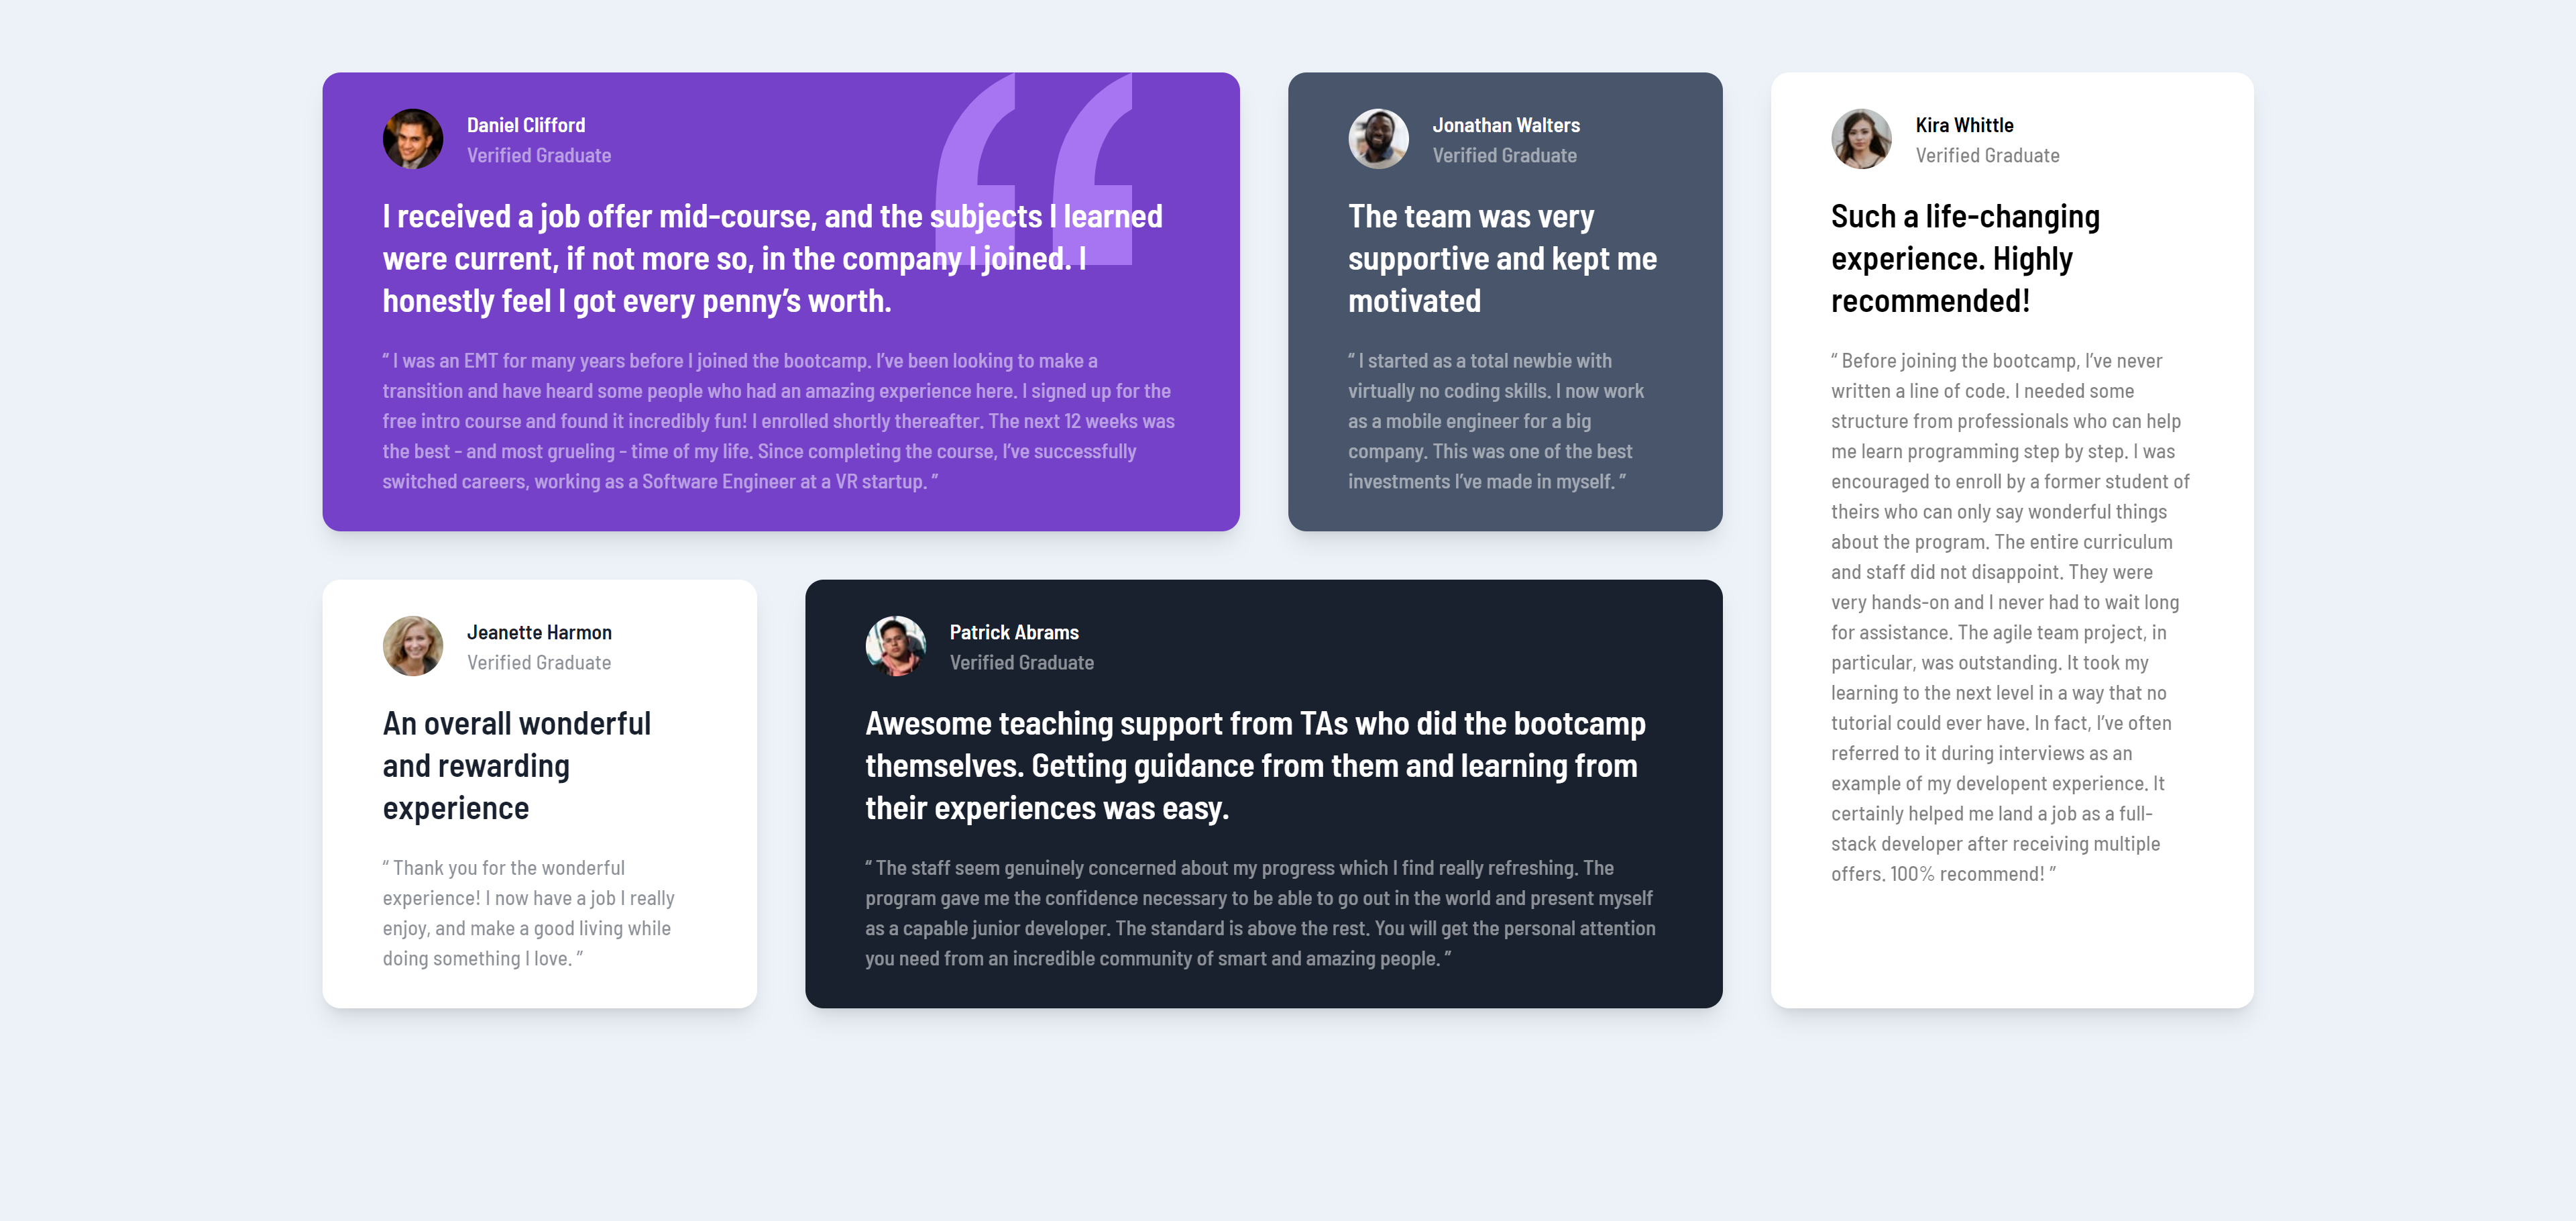 Daniel Clifford
Verified Graduate
I received a job offer mid-course, and the subjects I learned
were current, if not more so, in the company I joined. I
honestly feel I got every penny’s worth.
“ I was an EMT for many years before I joined the bootcamp. I’ve been looking to make a
transition and have heard some people who had an amazing experience here. I signed up for the
free intro course and found it incredibly fun! I enrolled shortly thereafter. The next 12 weeks was
the best - and most grueling - time of my life. Since completing the course, I’ve successfully
switched careers, working as a Software Engineer at a VR startup. ”
Jonathan Walters
Verified Graduate
The team was very
supportive and kept me
motivated
“ I started as a total newbie with
virtually no coding skills. I now work
as a mobile engineer for a big
company. This was one of the best
investments I’ve made in myself. ”
Kira Whittle
Verified Graduate
Such a life-changing
experience. Highly
recommended!
“ Before joining the bootcamp, I’ve never
written a line of code. I needed some
structure from professionals who can help
me learn programming step by step. I was
encouraged to enroll by a former student of
theirs who can only say wonderful things
about the program. The entire curriculum
and staff did not disappoint. They were
very hands-on and I never had to wait long
for assistance. The agile team project, in
particular, was outstanding. It took my
learning to the next level in a way that no
tutorial could ever have. In fact, I’ve often
referred to it during interviews as an
example of my developent experience. It
certainly helped me land a job as a full-
stack developer after receiving multiple
offers. 100% recommend! ”
Jeanette Harmon
Verified Graduate
An overall wonderful
and rewarding
experience
“ Thank you for the wonderful
experience! I now have a job I really
enjoy, and make a good living while
doing something I love. ”
Patrick Abrams
Verified Graduate
Awesome teaching support from TAs who did the bootcamp
themselves. Getting guidance from them and learning from
their experiences was easy.
“ The staff seem genuinely concerned about my progress which I find really refreshing. The
program gave me the confidence necessary to be able to go out in the world and present myself
as a capable junior developer. The standard is above the rest. You will get the personal attention
you need from an incredible community of smart and amazing people. ”